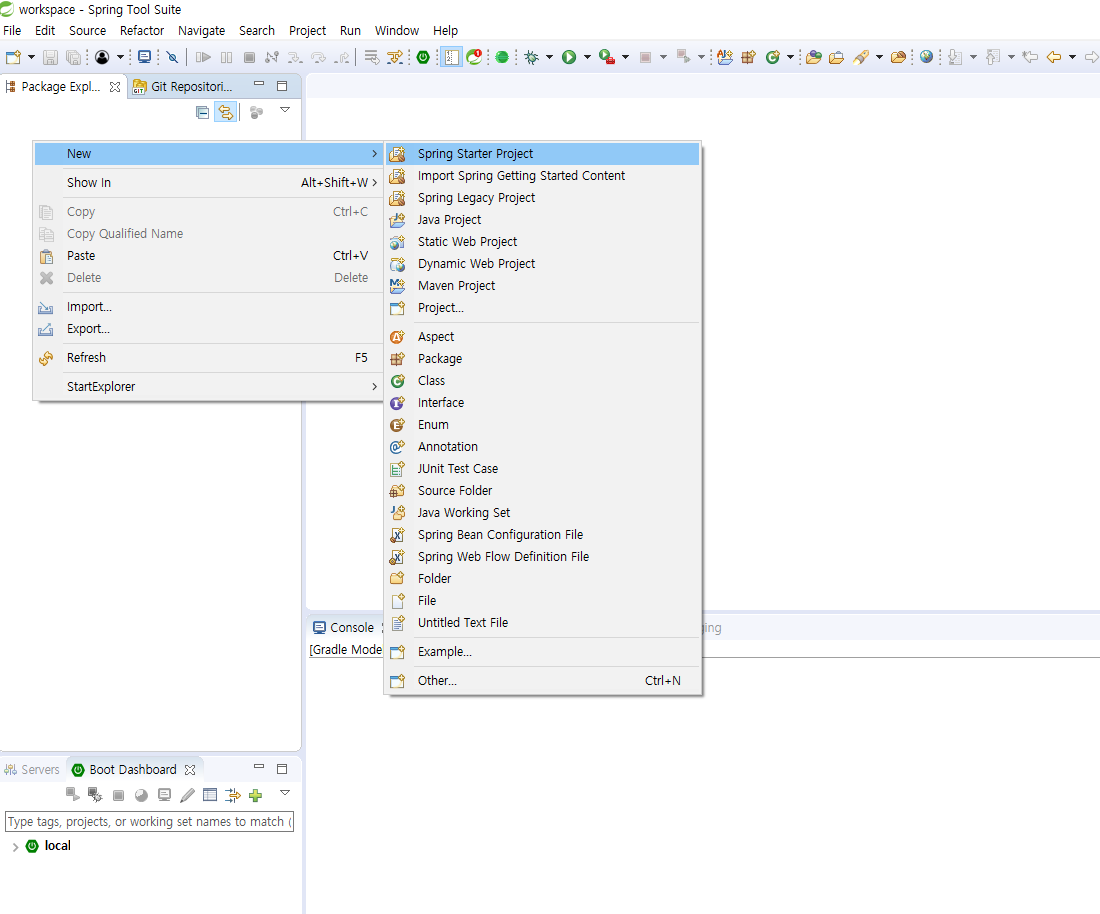 workspace - Spring Tool Suite
File Edit Source Refactor Navigate Search Project Run Window Help
Package Expl... Git Repositori...
New
Show In Alt+Shift+W
Copy Ctrl+C
Copy Qualified Name
Paste Ctrl+V
Delete Delete
Import...
Export...
Refresh F5
StartExplorer
Spring Starter Project
Import Spring Getting Started Content
Spring Legacy Project
Java Project
Static Web Project
Dynamic Web Project
Maven Project
Project...
Aspect
Package
Class
Interface
Enum
Annotation
JUnit Test Case
Source Folder
Java Working Set
Spring Bean Configuration File
Spring Web Flow Definition File
Folder
File
Untitled Text File
Example...
Other... Ctrl+N
Console
[Gradle Mode
Servers Boot Dashboard
Type tags, projects, or working set names to match (
local